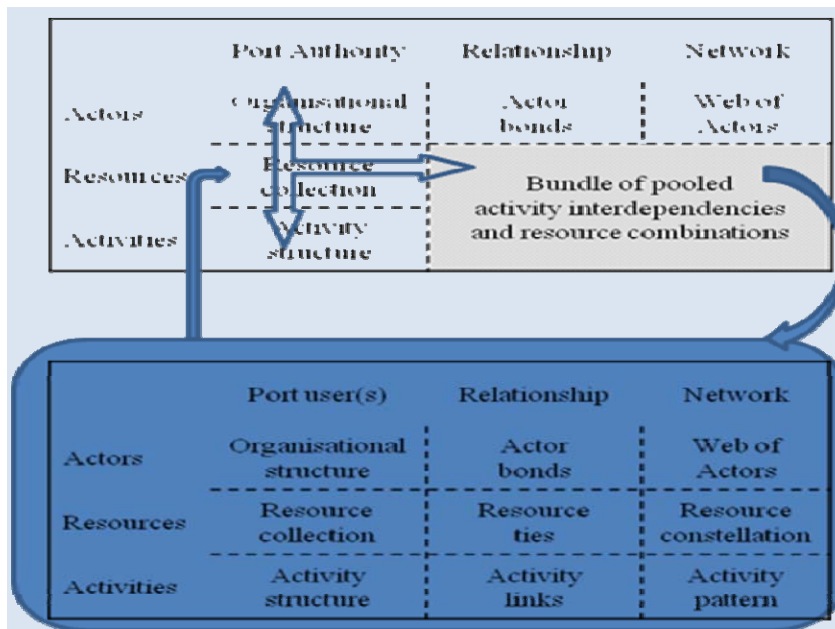 Port Authority Relationship Network
Actors
Organisational
structure
Actor
bonds
Web of
Actors
Resources
Resource
collection
Bundle of pooled
activity interdependencies
and resource combinations
Activities
Activity
structure
Port user(s) Relationship Network
Actors
Organisational
structure
Actor
bonds
Web of
Actors
Resources
Resource
collection
Resource
ties
Resource
constellation
Activities
Activity
structure
Activity
links
Activity
pattern